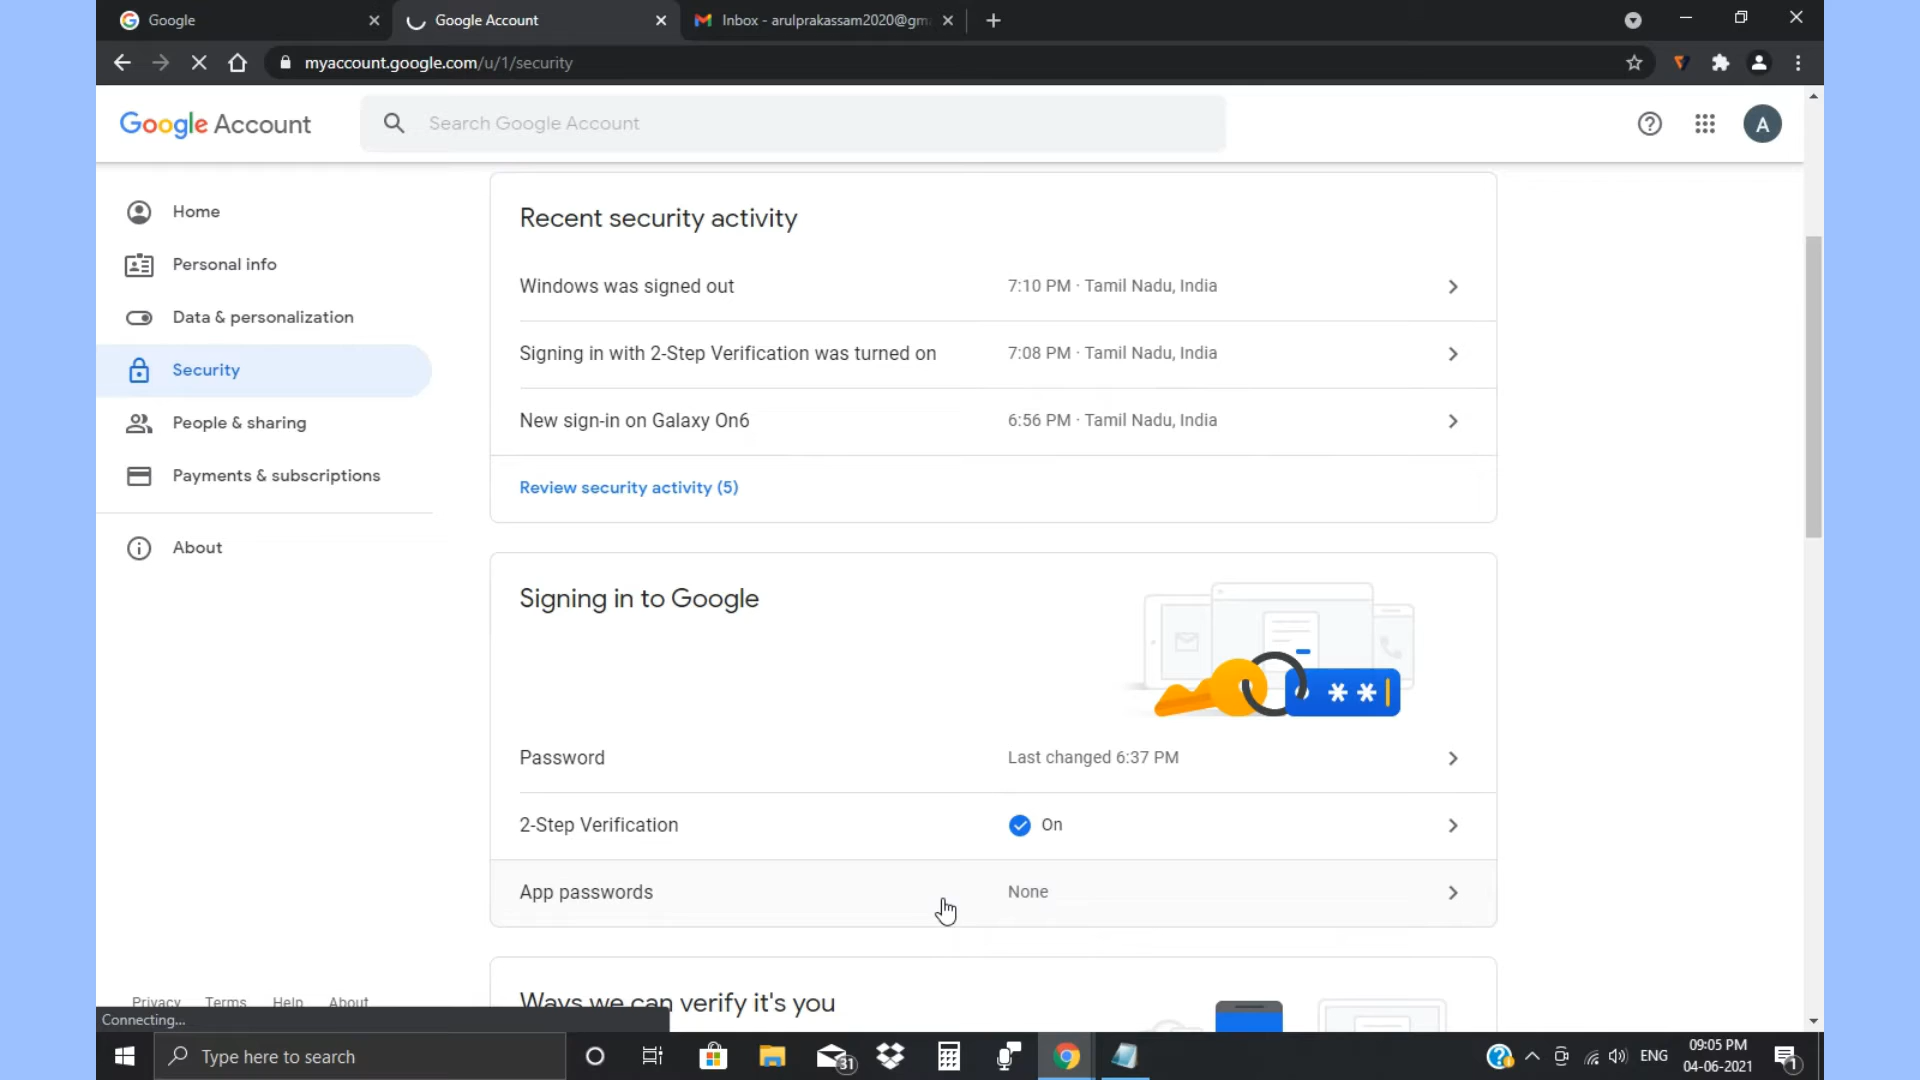 Google
Google Account
Inbox - arulprakassam2020@gm
myaccount.google.com/u/1/security
Google Account
Search Google Account
A
Home
Personal info
Data & personalization
Security
People & sharing
Payments & subscriptions
About
Recent security activity
Windows was signed out
7:10 PM · Tamil Nadu, India
Signing in with 2-Step Verification was turned on
7:08 PM · Tamil Nadu, India
New sign-in on Galaxy On6
6:56 PM · Tamil Nadu, India
Review security activity (5)
Signing in to Google
**
Password
Last changed 6:37 PM
2-Step Verification
On
App passwords
None
Ways we can verify it's you
Privacy Terms Help About
Connecting...
Type here to search
31
ENG
09:05 PM
04-06-2021
1